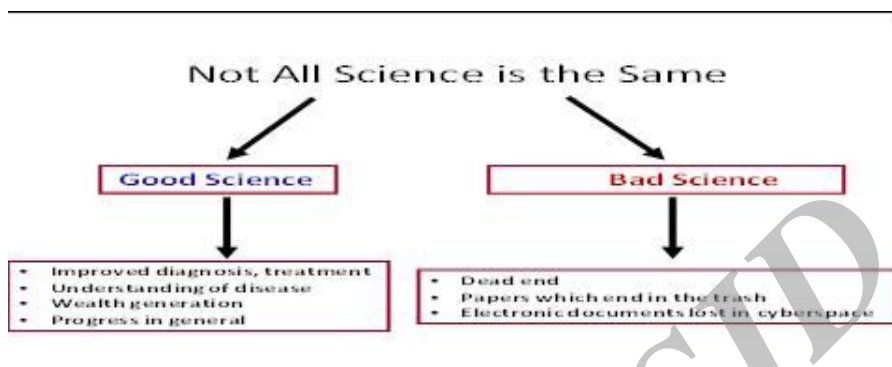 Not All Science is the Same
Good Science
Bad Science
• Improved diagnosis, treatment
• Understanding of disease
• Wealth generation
• Progress in general
• Dead end
• Papers which end in the trash
• Electronic documents lost in cyberspace
SID